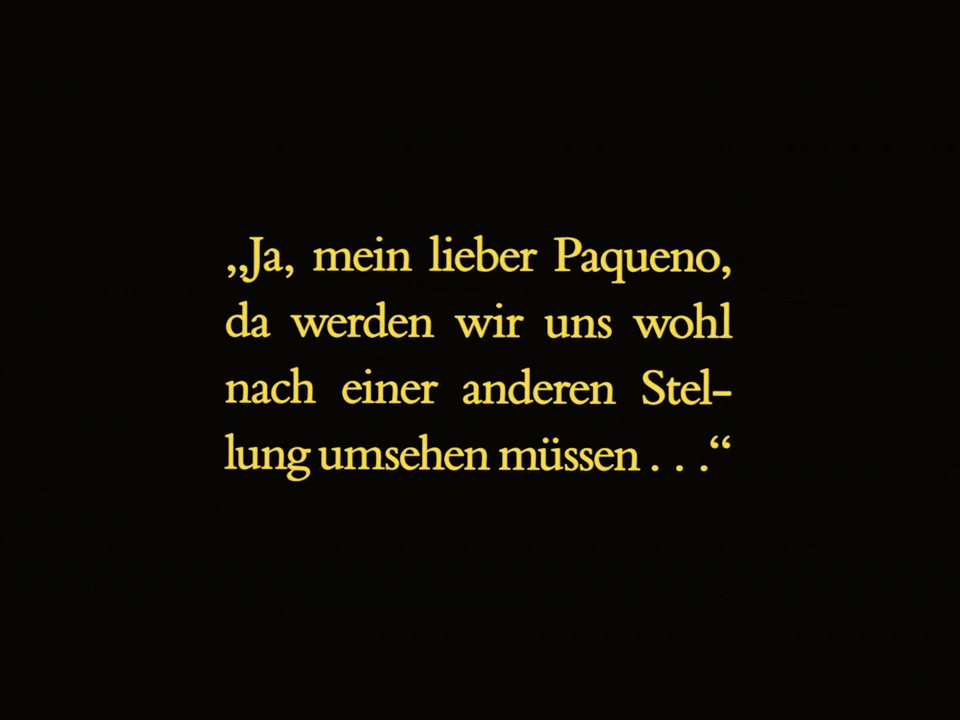 „Ja, mein lieber Paqueno,
da werden wir uns wohl
nach einer anderen Stel-
lung umsehen müssen . . .“